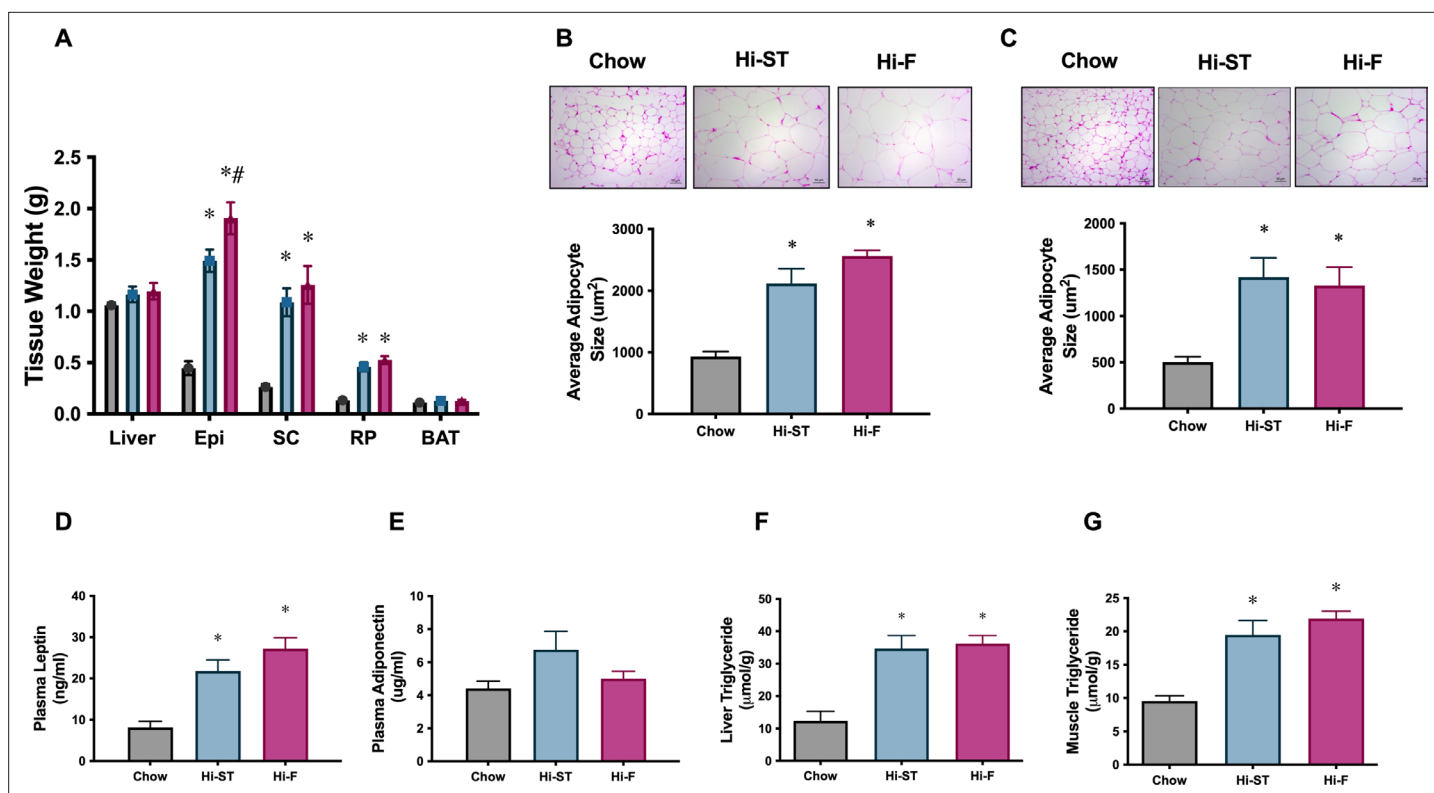 A
Tissue Weight (g)
2.5
2.0
1.5
1.0
0.5
0.0
*
*#
*
*
*
*
Liver
Epi
SC
RP
BAT
B
Chow
Hi-ST
Hi-F
Average Adipocyte
Size (um²)
3000
2000
1000
0
*
*
Chow
Hi-ST
Hi-F
C
Chow
Hi-ST
Hi-F
Average Adipocyte
Size (um²)
2000
1500
1000
500
0
*
*
Chow
Hi-ST
Hi-F
D
Plasma Leptin
(ng/ml)
40
30
20
10
0
*
*
Chow
Hi-ST
Hi-F
E
Plasma Adiponectin
(ug/ml)
10
8
6
4
2
0
Chow
Hi-ST
Hi-F
F
Liver Triglyceride
(μmol/g)
50
40
30
20
10
0
*
*
Chow
Hi-ST
Hi-F
G
Muscle Triglyceride
(μmol/g)
25
20
15
10
5
0
*
*
Chow
Hi-ST
Hi-F